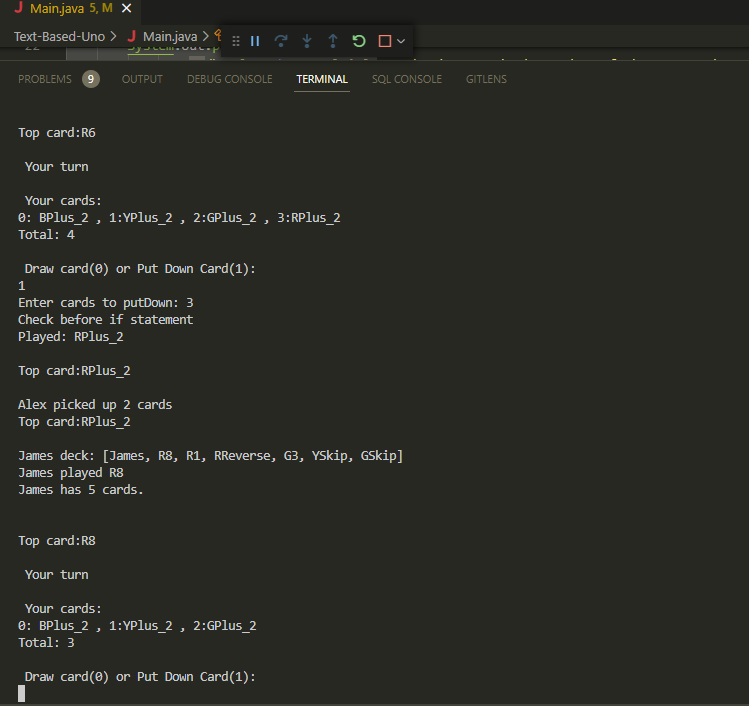 Main.java 5, M
Text-Based-Uno > Main.java >
22 System.out.p
PROBLEMS 9 OUTPUT DEBUG CONSOLE TERMINAL SQL CONSOLE GITLENS
Top card:R6
Your turn
Your cards:
0: BPlus_2 , 1:YPlus_2 , 2:GPlus_2 , 3:RPlus_2
Total: 4
Draw card(0) or Put Down Card(1):
1
Enter cards to putDown: 3
Check before if statement
Played: RPlus_2
Top card:RPlus_2
Alex picked up 2 cards
Top card:RPlus_2
James deck: [James, R8, R1, RReverse, G3, YSkip, GSkip]
James played R8
James has 5 cards.
Top card:R8
Your turn
Your cards:
0: BPlus_2 , 1:YPlus_2 , 2:GPlus_2
Total: 3
Draw card(0) or Put Down Card(1):